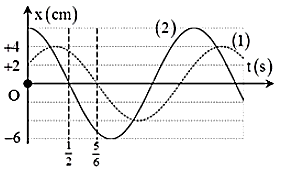 x (cm)
(2)
(1)
+4
t (s)
+2
O
–6
1/2
5/6